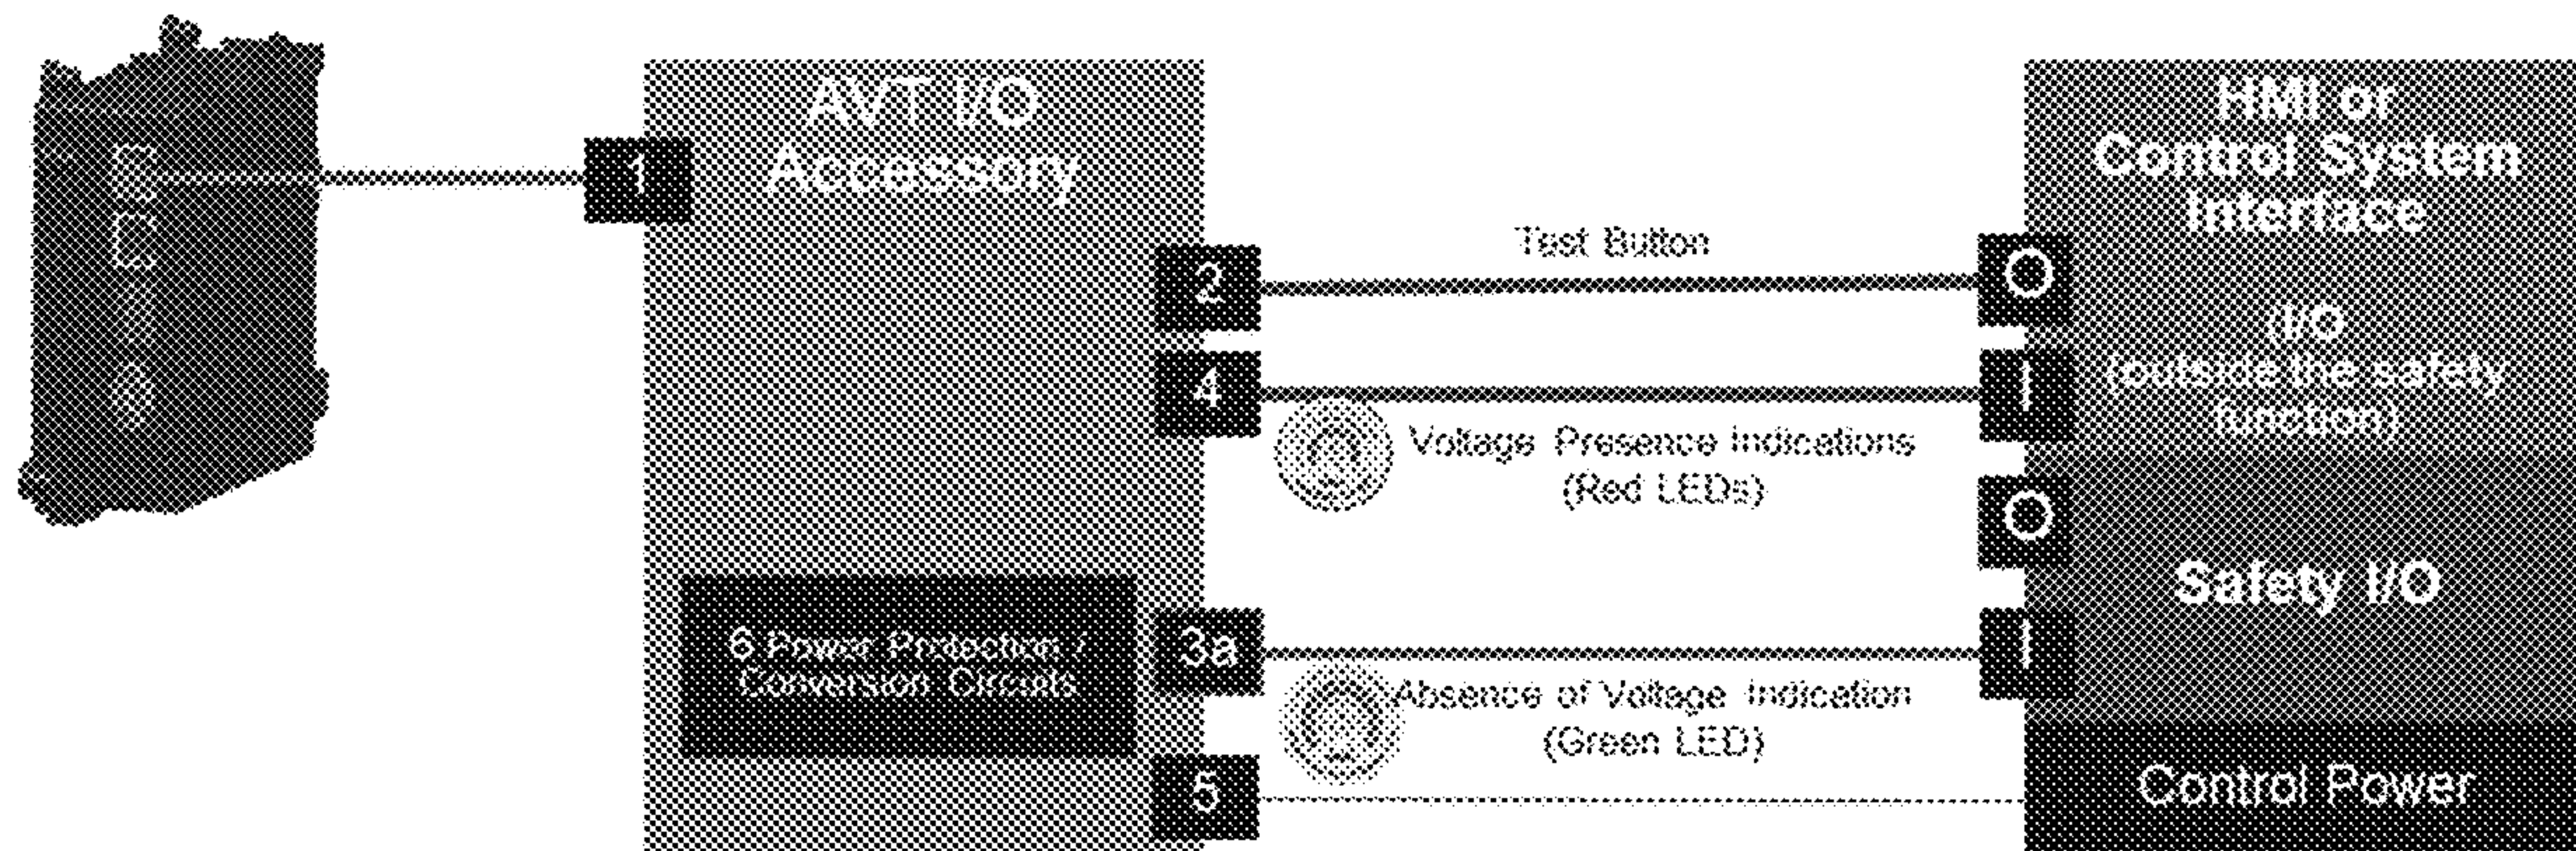 AVT I/O
Accessory
1
2
4
6 Power Protection /
Conversion Circuits
3a
5
Test Button
Voltage Presence Indications
(Red LEDs)
Absence of Voltage Indication
(Green LED)
O
I
O
I
HMI or
Control System
Interface
(I/O
(outside the safety
function)
Safety I/O
Control Power